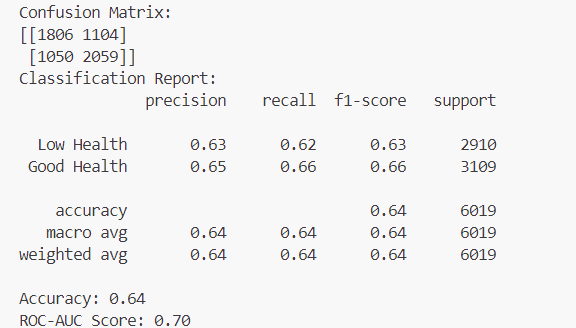 Confusion Matrix:
[[1806 1104]
 [1050 2059]]
Classification Report:
              precision    recall  f1-score   support

  Low Health       0.63      0.62      0.63      2910
 Good Health       0.65      0.66      0.66      3109

    accuracy                           0.64      6019
   macro avg       0.64      0.64      0.64      6019
weighted avg       0.64      0.64      0.64      6019

Accuracy: 0.64
ROC-AUC Score: 0.70